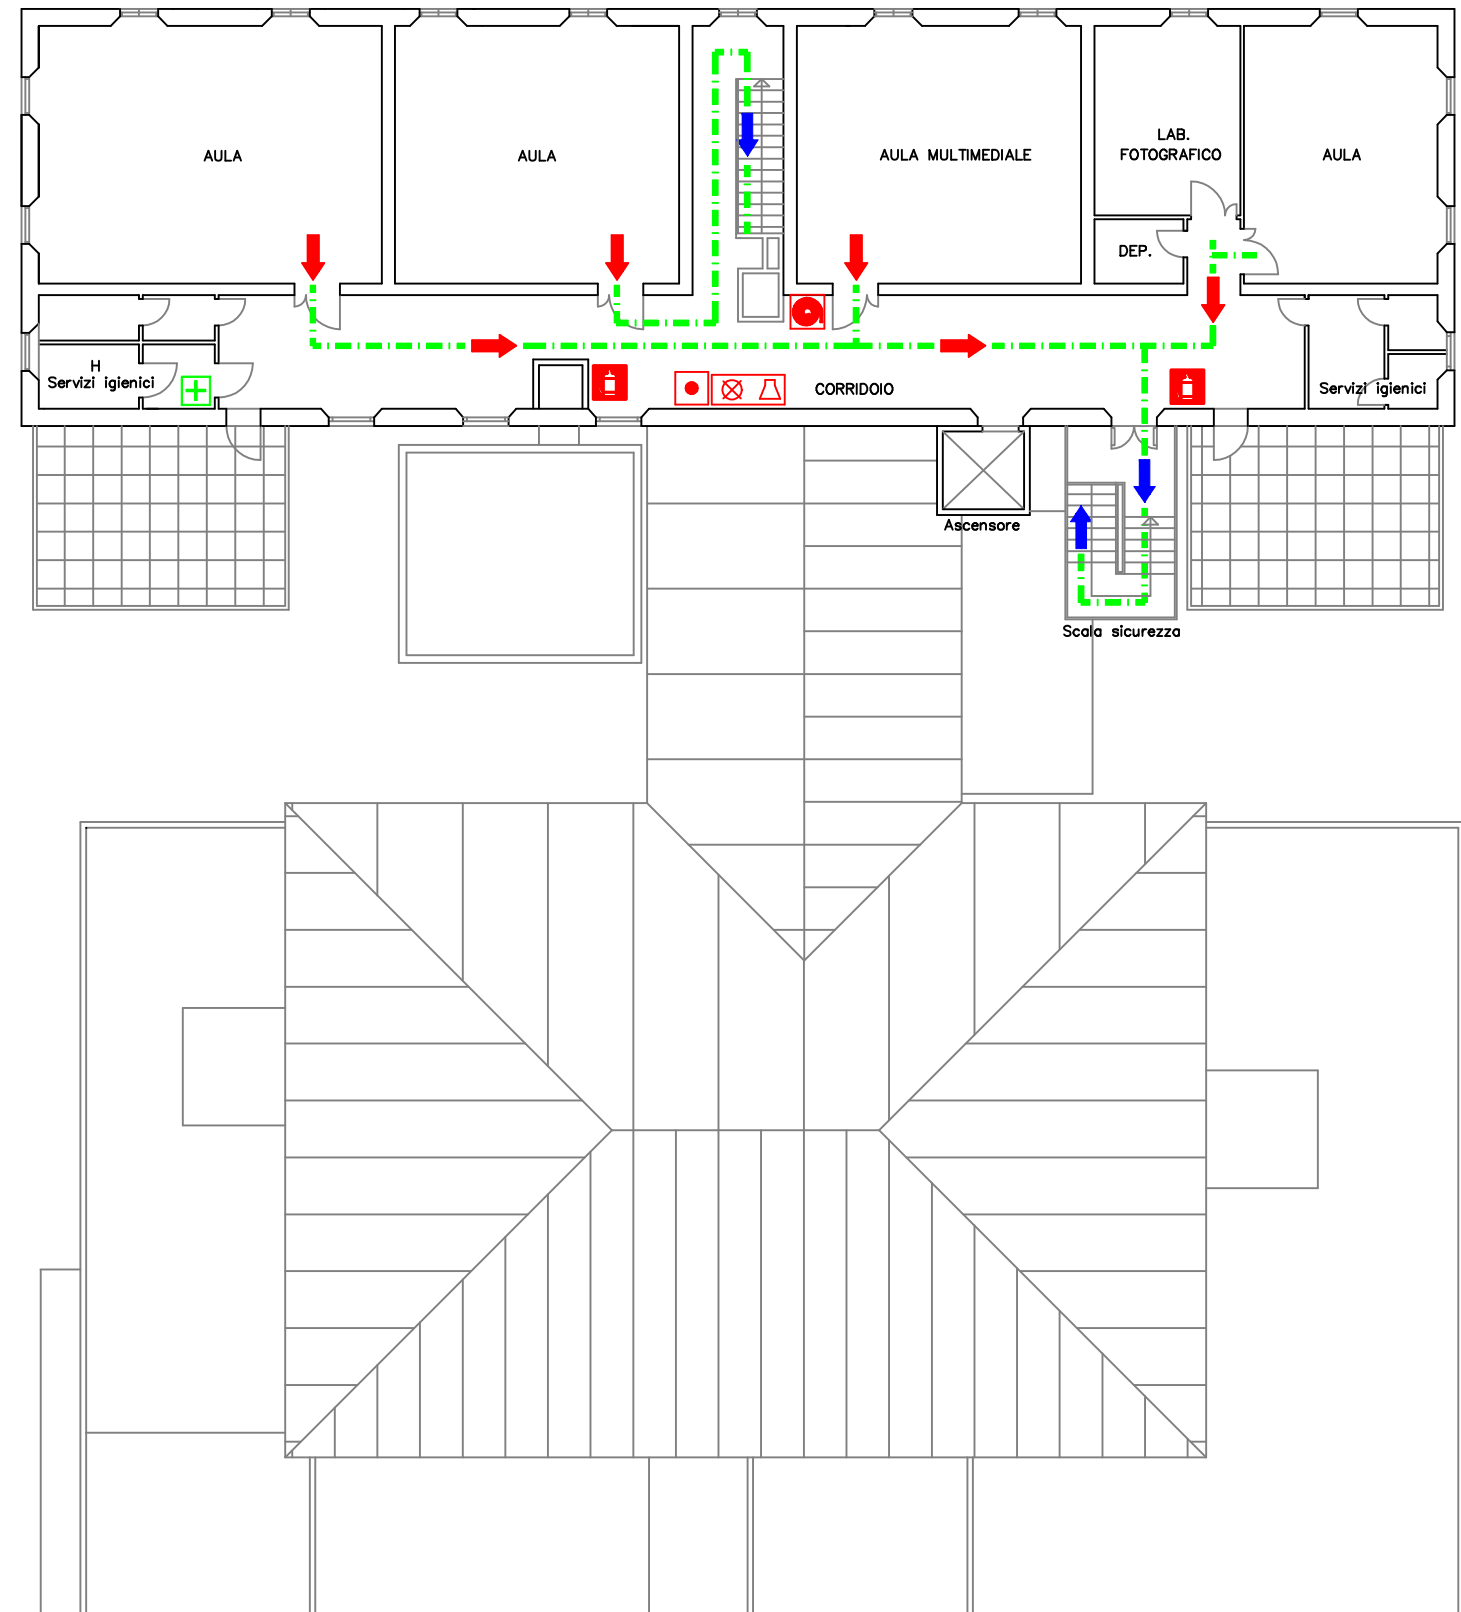 AULA
AULA
AULA MULTIMEDIALE
LAB.
FOTOGRAFICO
AULA
DEP.
H
Servizi igienici
CORRIDOIO
Servizi igienici
Ascensore
Scala sicurezza